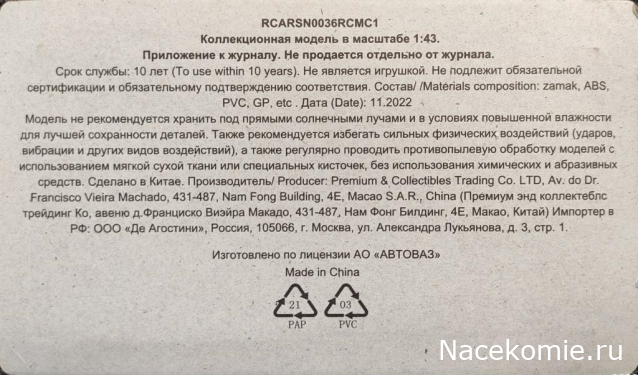 RCARSN0036RCMC1
Коллекционная модель в масштабе 1:43.
Приложение к журналу. Не продается отдельно от журнала.
Срок службы: 10 лет (To use within 10 years). Не является игрушкой. Не подлежит обязательной
сертификации и обязательному подтверждению соответствия. Состав/ /Materials composition: zamak, ABS,
PVC, GP, etc . Дата (Date): 11.2022
Модель не рекомендуется хранить под прямыми солнечными лучами и в условиях повышенной влажности
для лучшей сохранности деталей. Также рекомендуется избегать сильных физических воздействий (ударов,
вибрации и других видов воздействий), а также регулярно проводить противопылевую обработку моделей с
использованием мягкой сухой ткани или специальных кисточек, без использования химических и абразивных
средств. Сделано в Китае. Производитель/ Producer: Premium & Collectibles Trading Co. LTD, Av. do Dr.
Francisco Vieira Machado, 431-487, Nam Fong Building, 4E, Macao S.A.R., China (Премиум энд коллектеблс
трейдинг Ко, авеню д.Франциско Виэйра Макадо, 431-487, Нам Фонг Билдинг, 4Е, Макао, Китай) Импортер в
РФ: ООО «Де Агостини», Россия, 105066, г. Москва, ул. Александра Лукьянова, д. 3, стр. 1.
Изготовлено по лицензии АО «АВТОВАЗ»
Made in China
21 03
PAP PVC
Nacekomie.ru